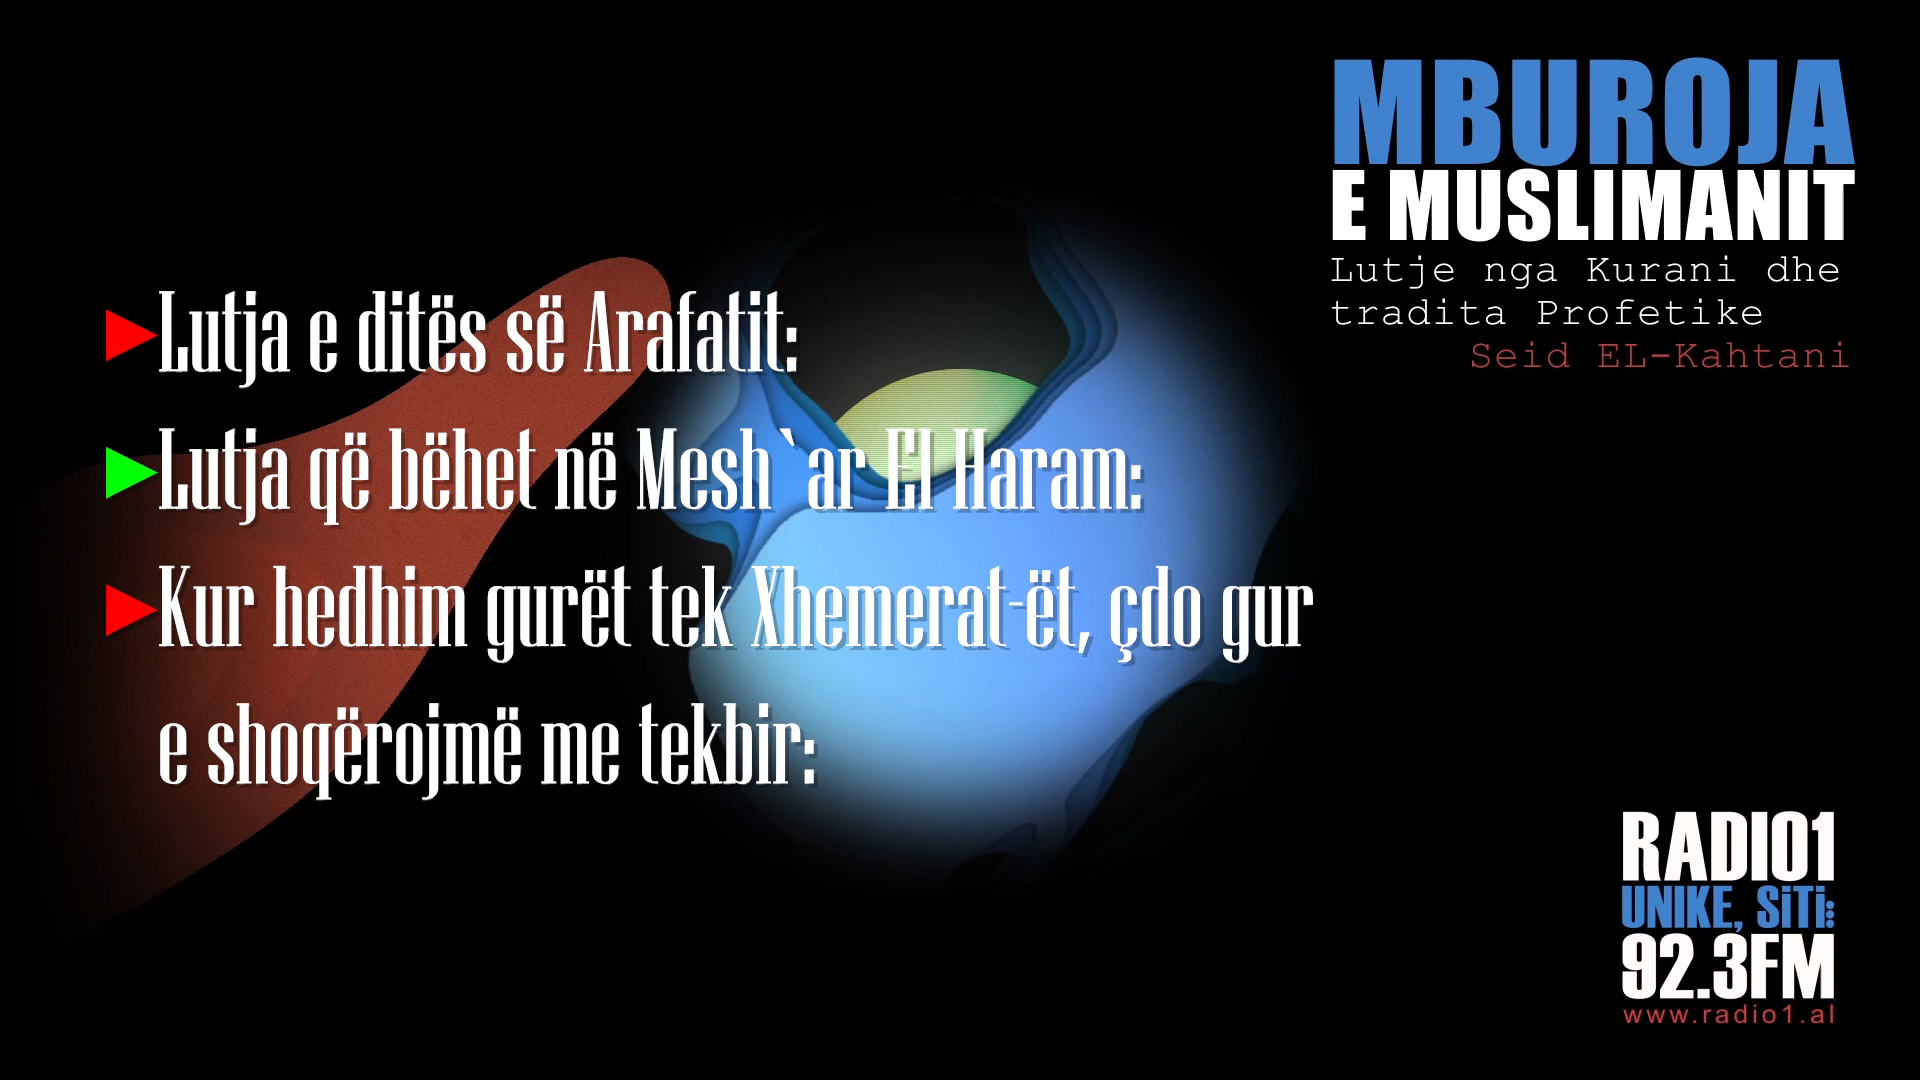 MBUROJA
E MUSLIMANIT
Lutje nga Kurani dhe
tradita Profetike
Seid EL-Kahtani
Lutja e ditës së Arafatit:
Lutja që bëhet në Mesh`ar El Haram:
Kur hedhim gurët tek Xhemerat-ët, çdo gur
e shoqërojmë me tekbir:
RADIO1
UNIKE, SiTi:
92.3FM
www.radio1.al